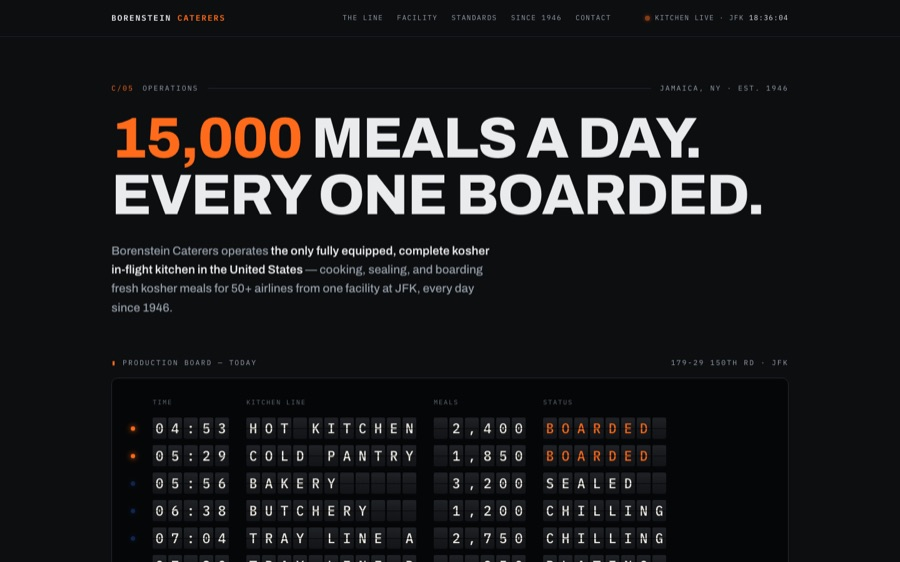 BORENSTEIN CATERERS
THE LINE FACILITY STANDARDS SINCE 1946 CONTACT
KITCHEN LIVE · JFK 18:36:04
C/05 OPERATIONS
JAMAICA, NY · EST. 1946
15,000 MEALS A DAY.
EVERY ONE BOARDED.
Borenstein Caterers operates the only fully equipped, complete kosher
in-flight kitchen in the United States — cooking, sealing, and boarding
fresh kosher meals for 50+ airlines from one facility at JFK, every day
since 1946.
PRODUCTION BOARD — TODAY
179-29 150TH RD · JFK
TIME KITCHEN LINE MEALS STATUS
04:53 HOT KITCHEN 2,400 BOARDED
05:29 COLD PANTRY 1,850 BOARDED
05:56 BAKERY 3,200 SEALED
06:38 BUTCHERY 1,200 CHILLING
07:04 TRAY LINE A 2,750 CHILLING